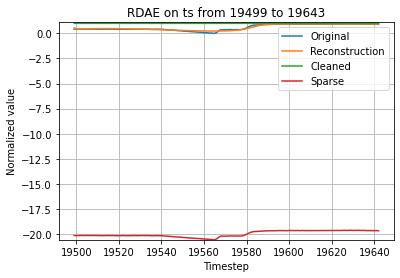 RDAE on ts from 19499 to 19643
Normalized value
0.0
-2.5
-5.0
-7.5
-10.0
-12.5
-15.0
-17.5
-20.0
Original
Reconstruction
Cleaned
Sparse
19500 19520 19540 19560 19580 19600 19620 19640
Timestep